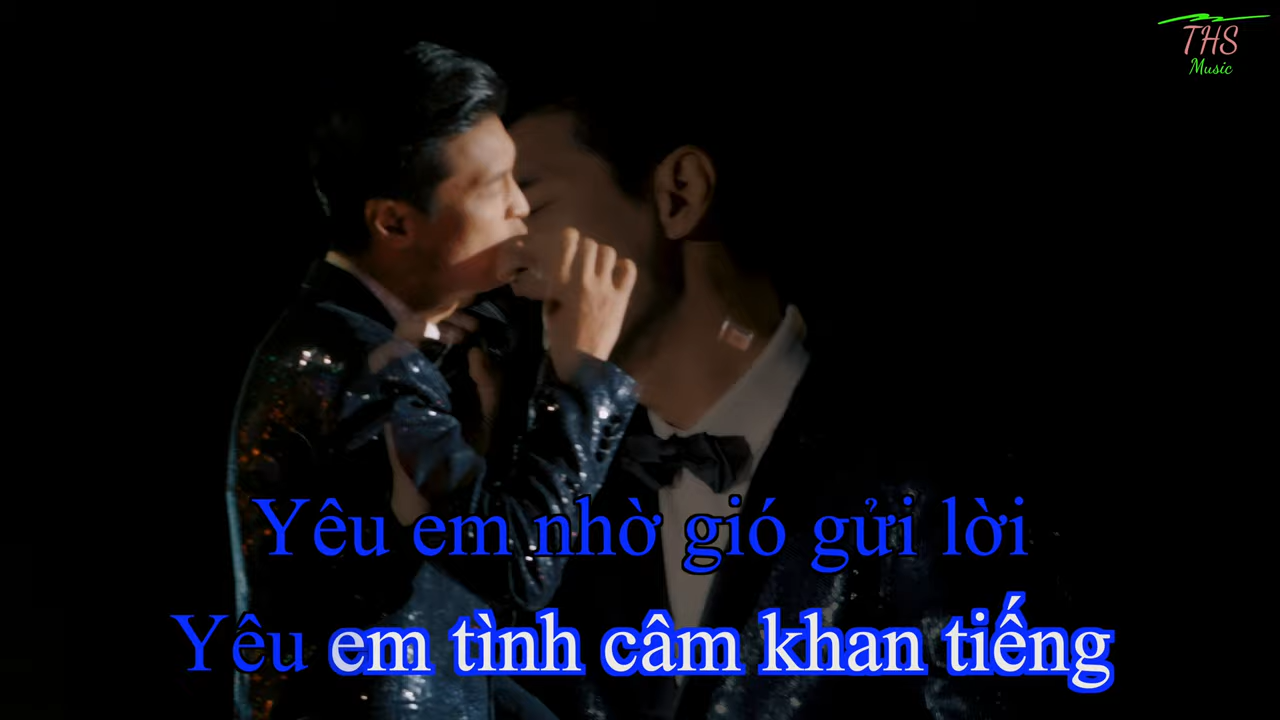 THS
Music
Yêu em nhờ gió gửi lời
Yêu em tình câm khan tiếng